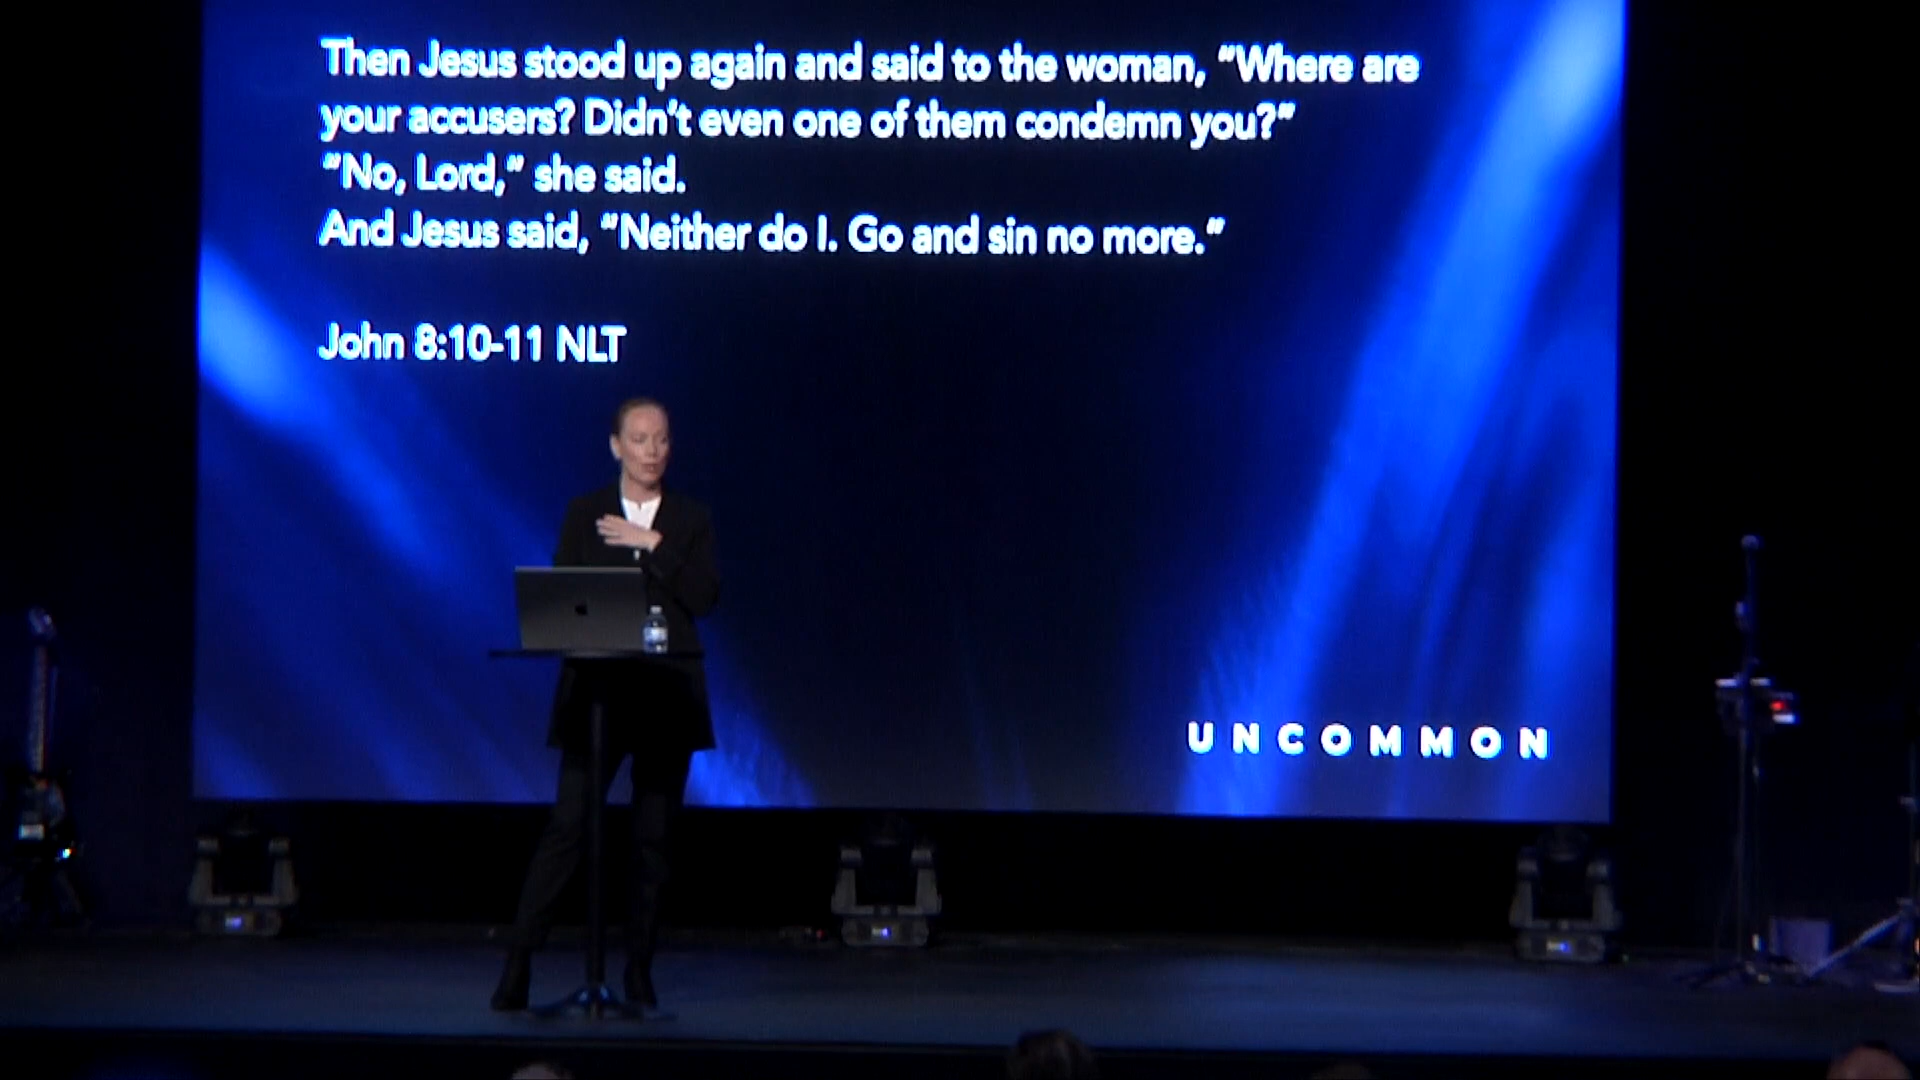 Then Jesus stood up again and said to the woman, “Where are
your accusers? Didn’t even one of them condemn you?”
“No, Lord,” she said.
And Jesus said, “Neither do I. Go and sin no more.”
John 8:10-11 NLT
UNCOMMON